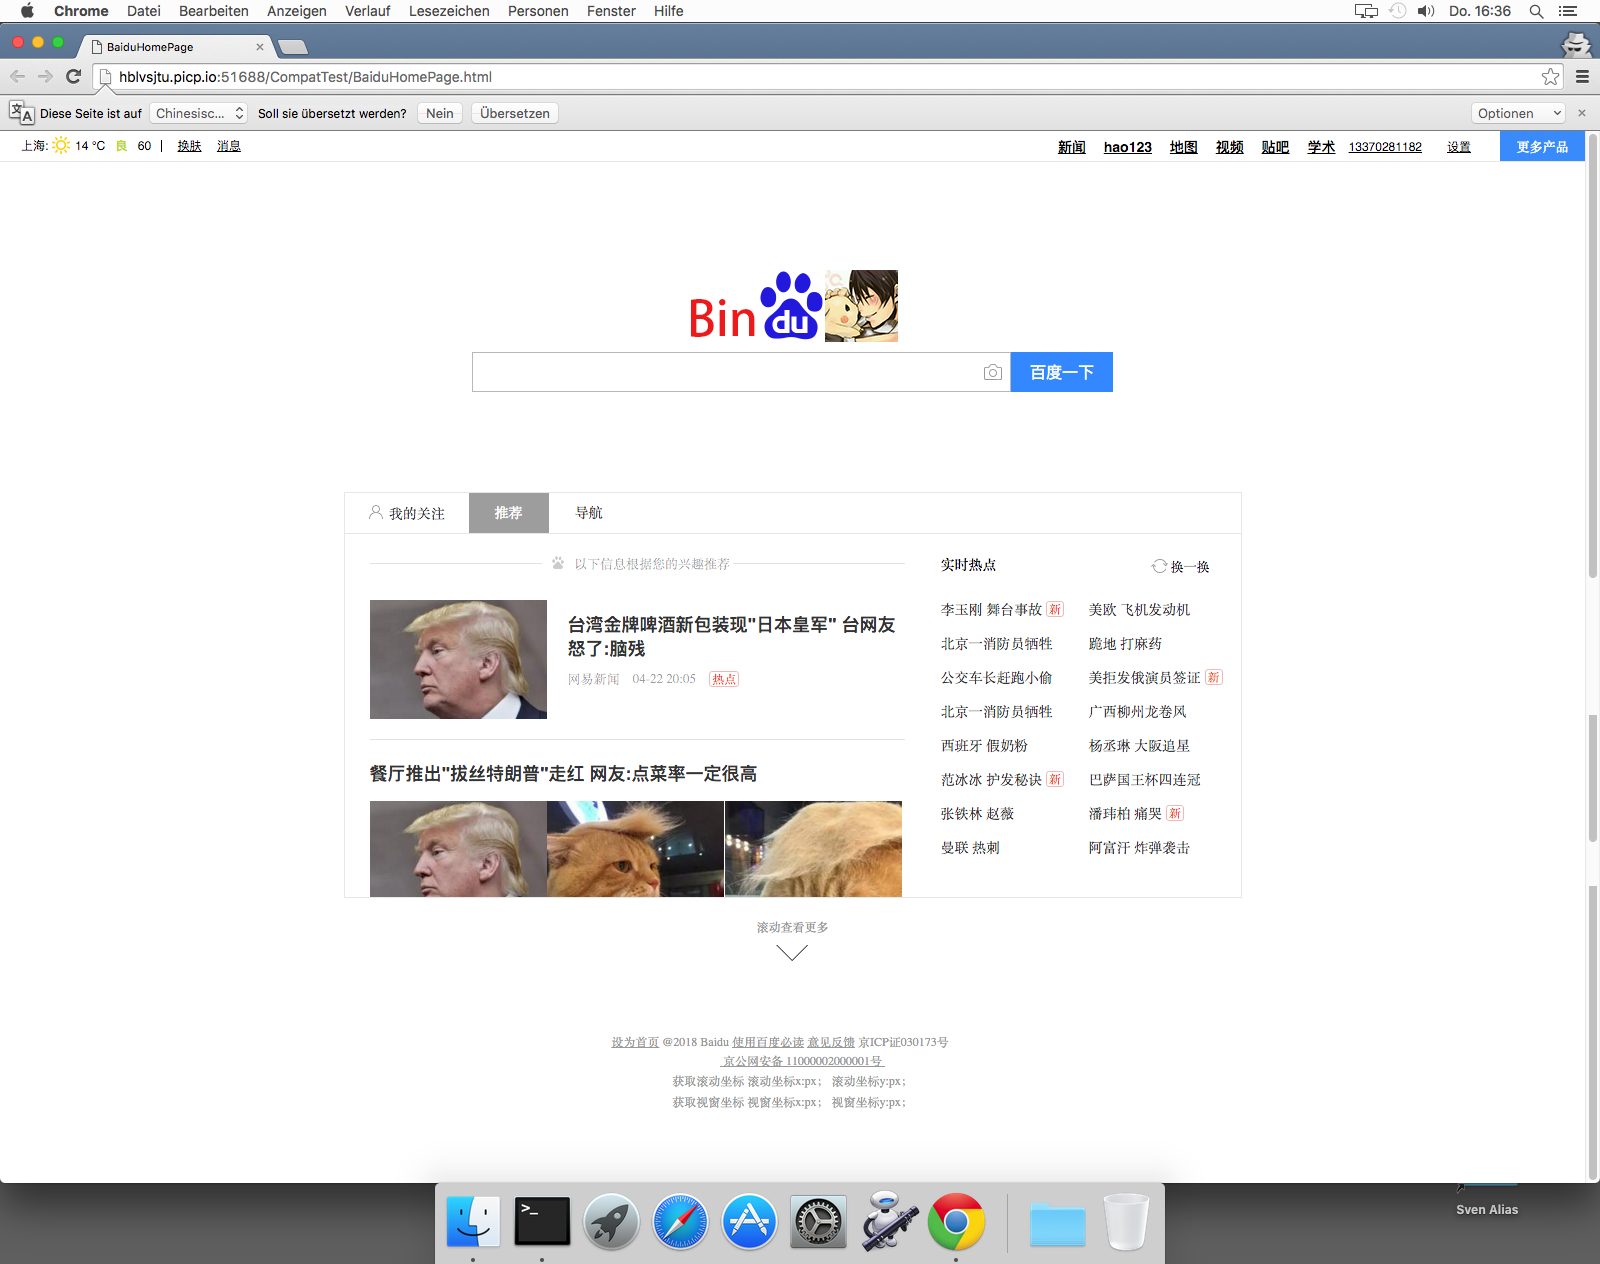 Chrome Datei Bearbeiten Anzeigen Verlauf Lesezeichen Personen Fenster Hilfe Do. 16:36
BaiduHomePage
hblvsjtu.picp.io:51688/CompatTest/BaiduHomePage.html
Diese Seite ist auf Chinesisc... Soll sie übersetzt werden? Nein Übersetzen Optionen
上海: 14 °C 良 60 | 换肤 消息 新闻 hao123 地图 视频 贴吧 学术 13370281182 设置 更多产品
Bin du
百度一下
我的关注 推荐 导航
以下信息根据您的兴趣推荐
台湾金牌啤酒新包装现"日本皇军" 台网友
怒了:脑残
网易新闻 04-22 20:05 热点
餐厅推出"拔丝特朗普"走红 网友:点菜率一定很高
实时热点 换一换
李玉刚 舞台事故 新 美欧 飞机发动机
北京一消防员牺牲 跪地 打麻药
公交车长赶跑小偷 美拒发俄演员签证 新
北京一消防员牺牲 广西柳州龙卷风
西班牙 假奶粉 杨丞琳 大阪追星
范冰冰 护发秘诀 新 巴萨国王杯四连冠
张铁林 赵薇 潘玮柏 痛哭 新
曼联 热刺 阿富汗 炸弹袭击
滚动查看更多
设为首页 @2018 Baidu 使用百度必读 意见反馈 京ICP证030173号
京公网安备 11000002000001号
获取滚动坐标 滚动坐标x:px； 滚动坐标y:px；
获取视窗坐标 视窗坐标x:px； 视窗坐标y:px；
>_
Sven Alias